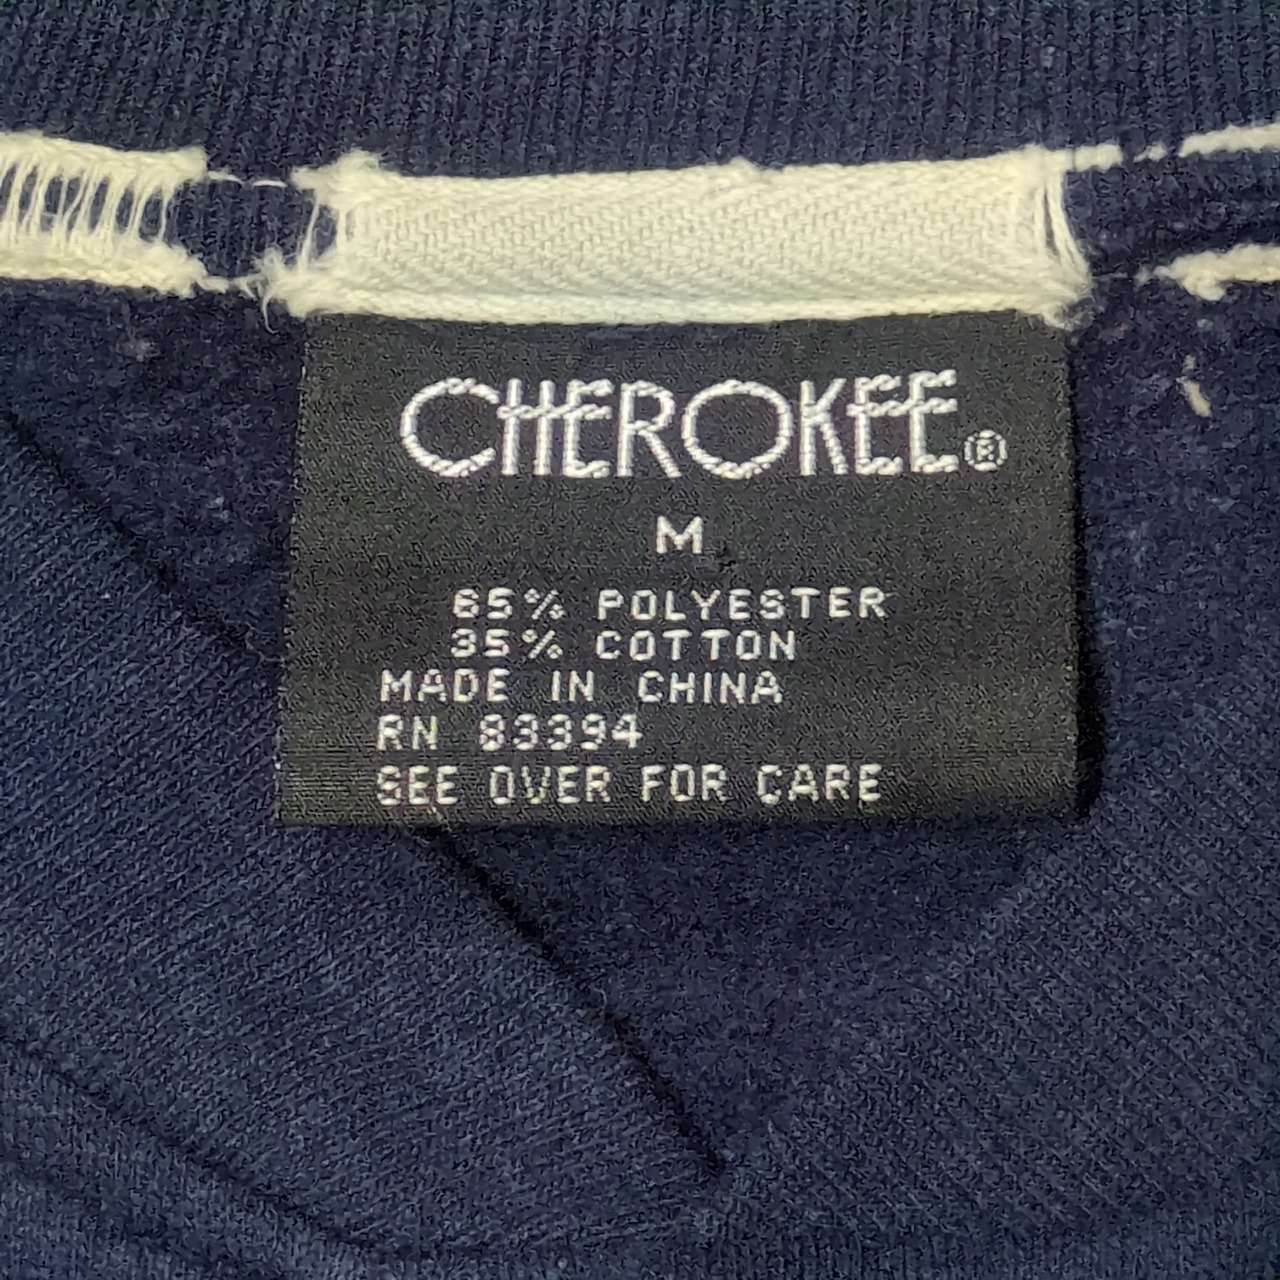 CHEROKEE®
M
65% POLYESTER
35% COTTON
MADE IN CHINA
RN 83394
SEE OVER FOR CARE